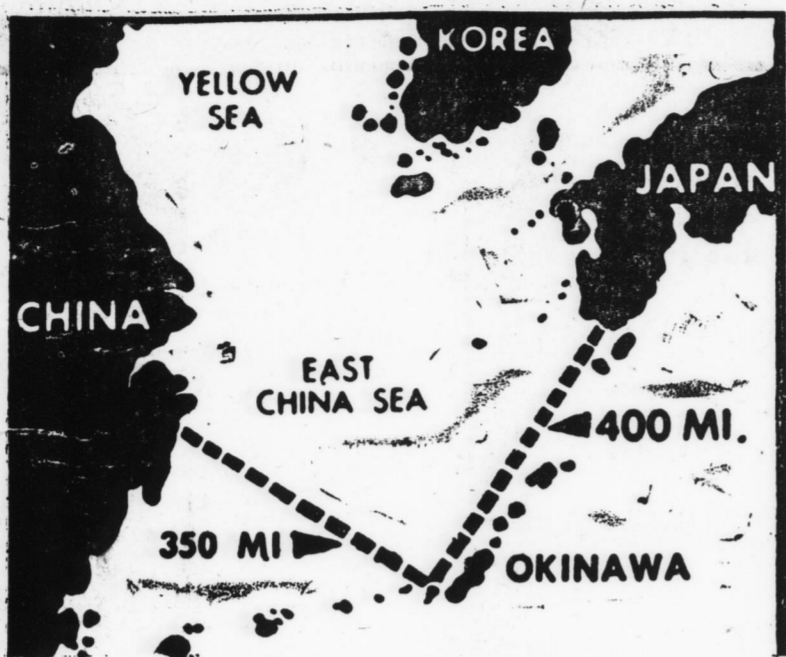 KOREA
YELLOW
SEA
JAPAN
CHINA
EAST
CHINA SEA
400 MI.
350 MI
OKINAWA